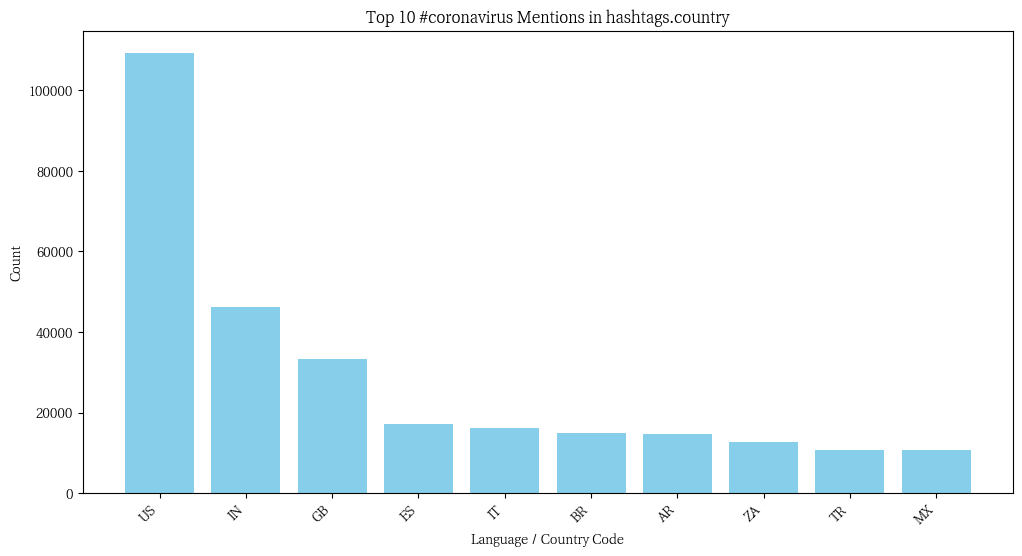 Top 10 #coronavirus Mentions in hashtags.country
Count
100000
80000
60000
40000
20000
0
US IN GB ES IT BR AR ZA TR MX
Language / Country Code